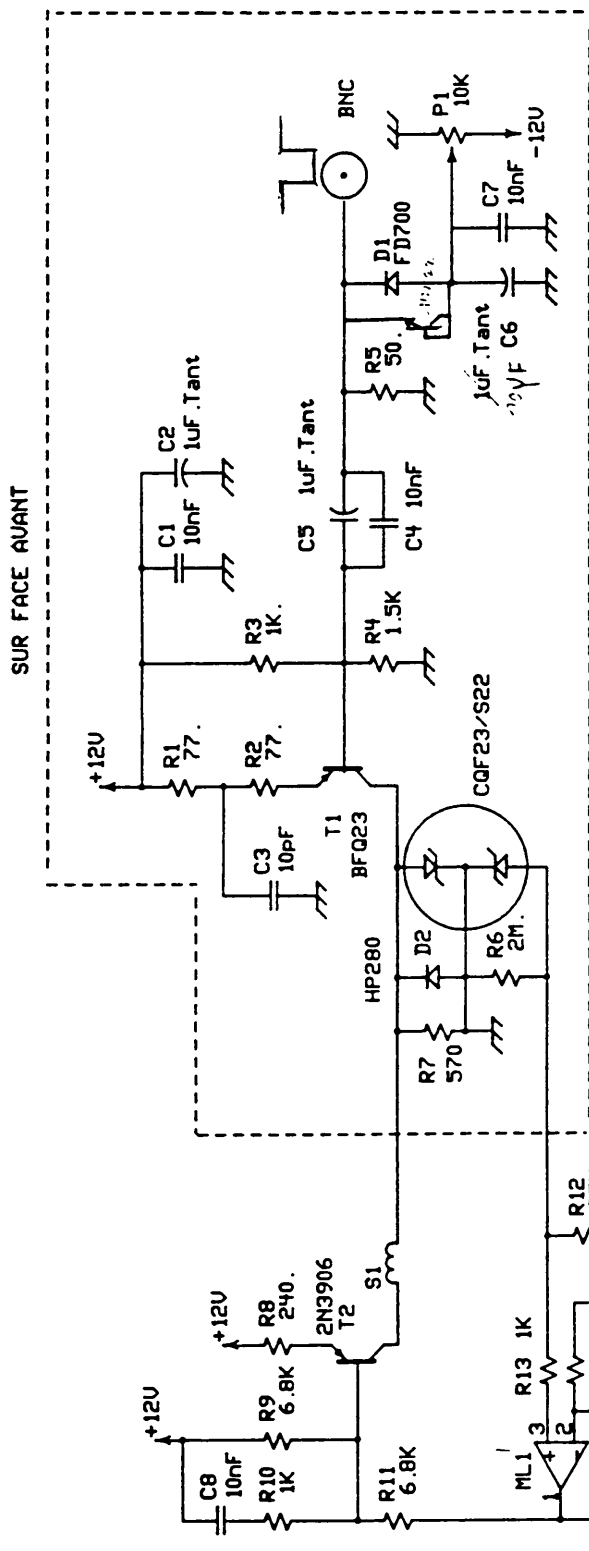 SUR FACE AVANT
+12V
R1
77.
R2
77.
C3
10pF
T1
BFQ23
C1
10nF
C2
1uF.Tant
R3
1K.
R4
1.5K
C5
1uF.Tant
C4
10nF
R5
50.
D1
FD700
BNC
P1
10K
-12V
C7
10nF
1uF.Tant
C6
CQF23/S22
HP280
D2
R6
2M.
R7
570
S1
+12V
R8
240.
2N3906
T2
+12V
C8
10nF
R9
6.8K
R10
1K
R11
6.8K
R12
R13
1K
ML1
3
2
1
+
-